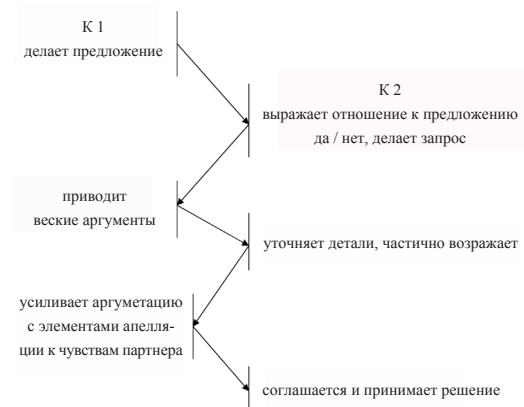 К 1
делает предложение
К 2
выражает отношение к предложению
да / нет, делает запрос
приводит
веские аргументы
уточняет детали, частично возражает
усиливает аргуметацию
с элементами апелля-
ции к чувствам партнера
соглашается и принимает решение